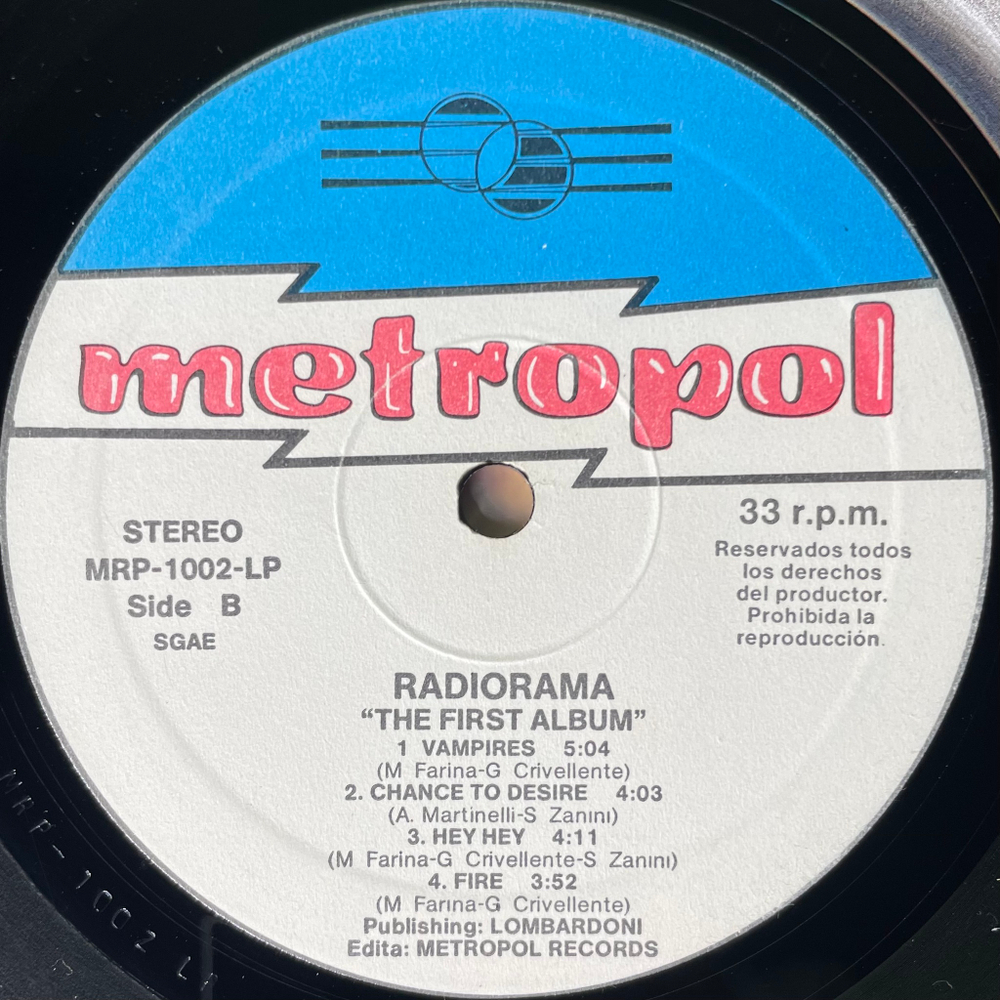 metropol
STEREO
MRP-1002-LP
Side B
SGAE
33 r.p.m.
Reservados todos
los derechos
del productor.
Prohibida la
reproducción.
RADIORAMA
“THE FIRST ALBUM”
1 VAMPIRES 5:04
(M Farina-G Crivellente)
2. CHANCE TO DESIRE 4:03
(A. Martinelli-S Zanini)
3. HEY HEY 4:11
(M Farina-G Crivellente-S Zanini)
4. FIRE 3:52
(M Farina-G Crivellente)
Publishing: LOMBARDONI
Edita: METROPOL RECORDS
MRP-1002